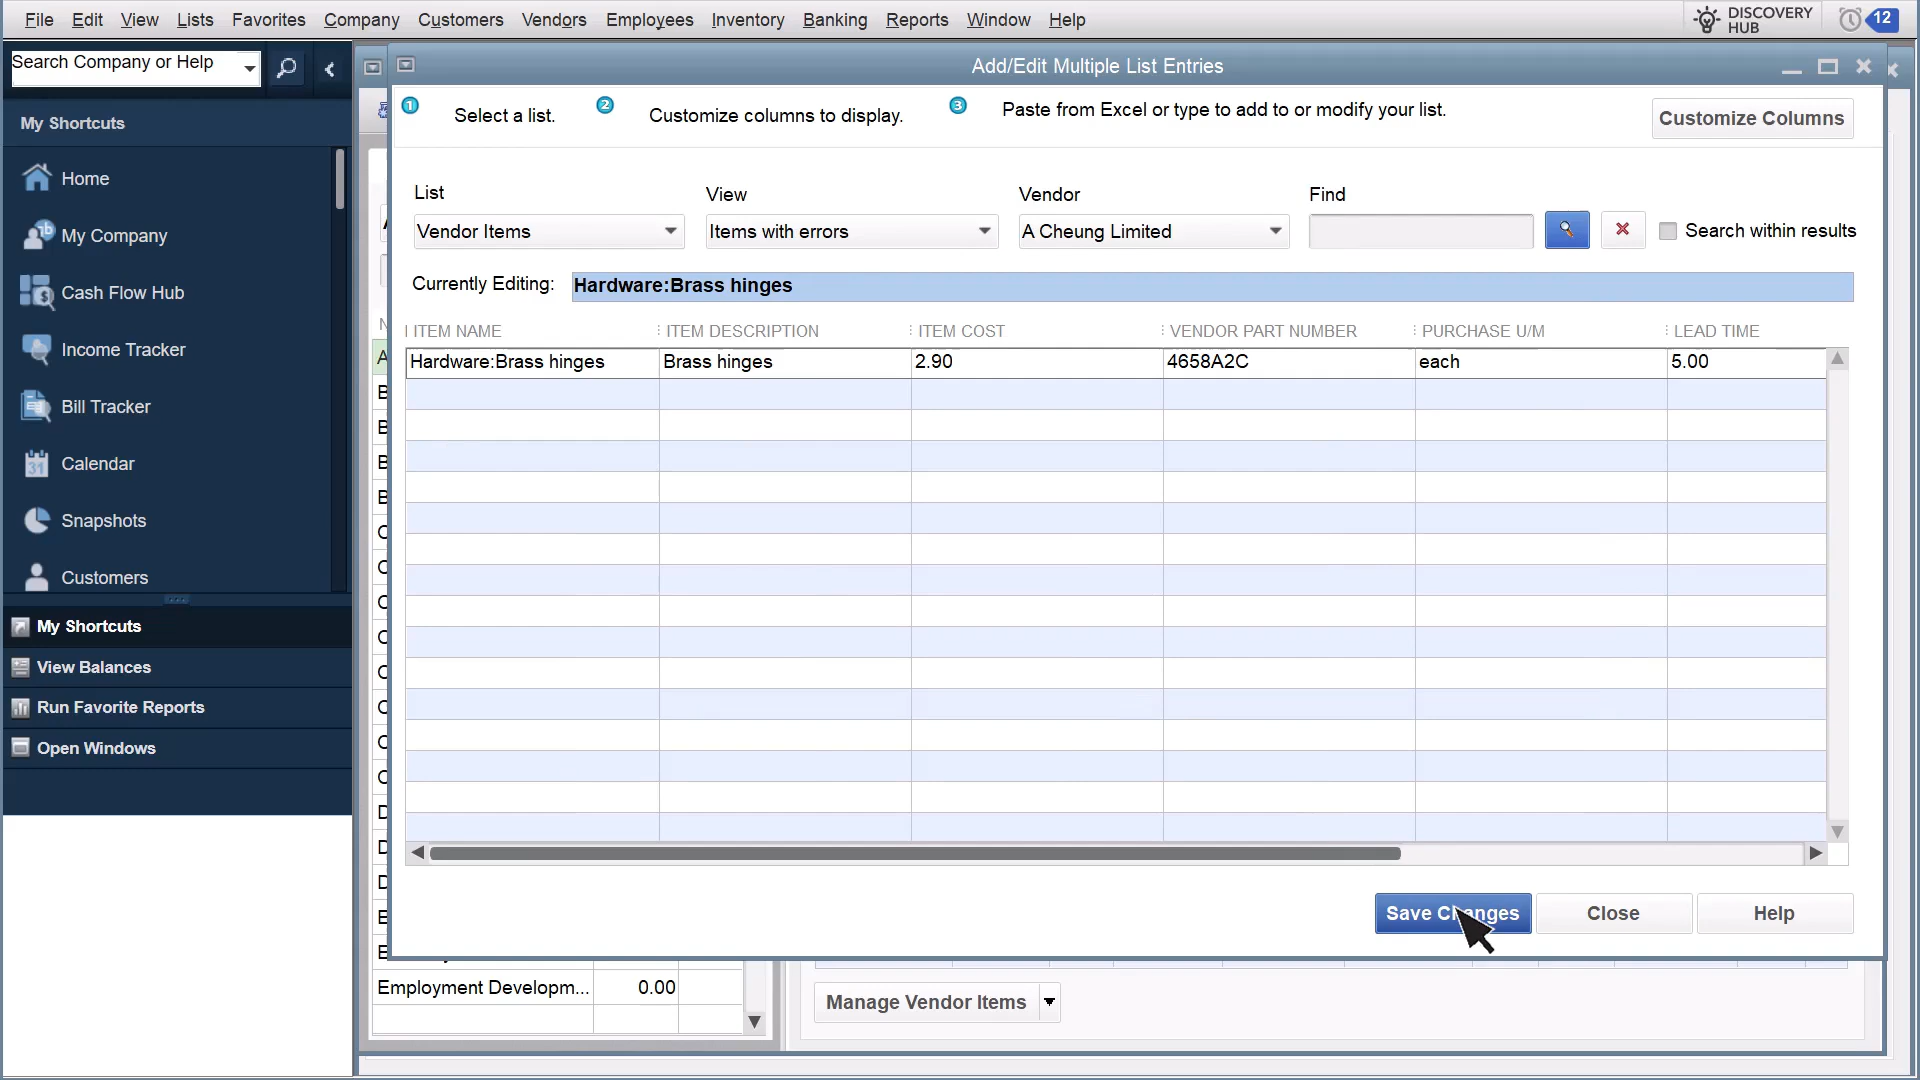 File Edit View Lists Favorites Company Customers Vendors Employees Inventory Banking Reports Window Help
DISCOVERY
HUB
12
Search Company or Help
My Shortcuts
Home
My Company
Cash Flow Hub
Income Tracker
Bill Tracker
31
Calendar
Snapshots
Customers
My Shortcuts
View Balances
Run Favorite Reports
Open Windows
Add/Edit Multiple List Entries
1 Select a list. 2 Customize columns to display. 3 Paste from Excel or type to add to or modify your list.
Customize Columns
List View Vendor Find
Vendor Items Items with errors A Cheung Limited Search within results
Currently Editing: Hardware:Brass hinges
ITEM NAME ITEM DESCRIPTION ITEM COST VENDOR PART NUMBER PURCHASE U/M LEAD TIME
Hardware:Brass hinges Brass hinges 2.90 4658A2C each 5.00
Save Changes Close Help
Employment Developm... 0.00
Manage Vendor Items